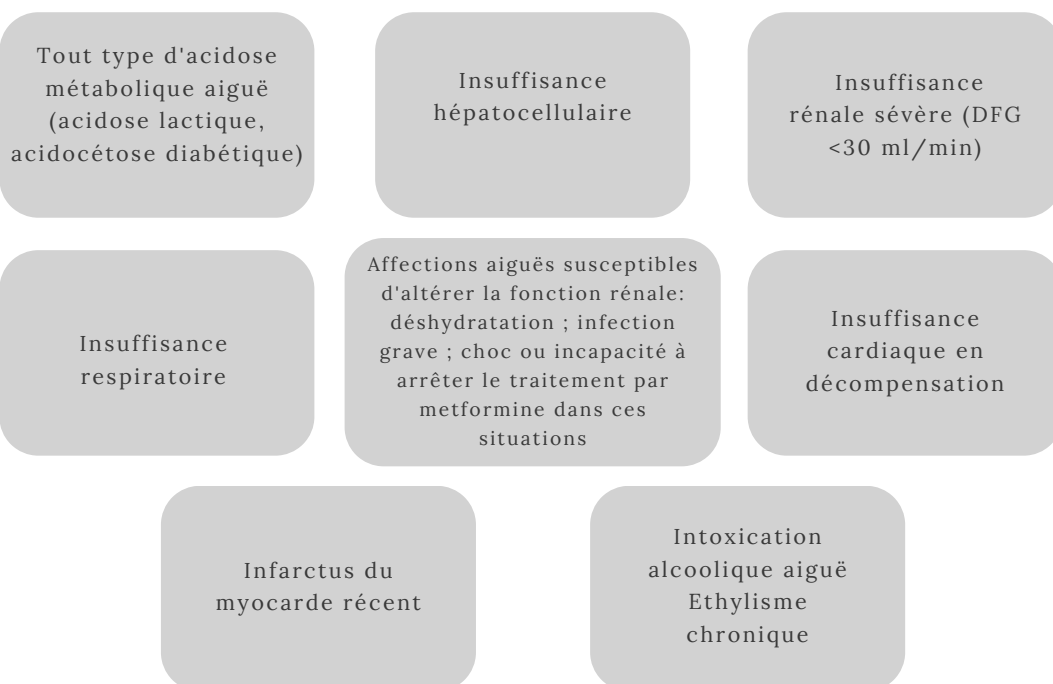 Tout type d'acidose
métabolique aiguë
(acidose lactique,
acidocétose diabétique)
Insuffisance
hépatocellulaire
Insuffisance
rénale sévère (DFG
<30 ml/min)
Insuffisance
respiratoire
Affections aiguës susceptibles
d'altérer la fonction rénale:
déshydratation ; infection
grave ; choc ou incapacité à
arrêter le traitement par
metformine dans ces
situations
Insuffisance
cardiaque en
décompensation
Infarctus du
myocarde récent
Intoxication
alcoolique aiguë
Ethylisme
chronique